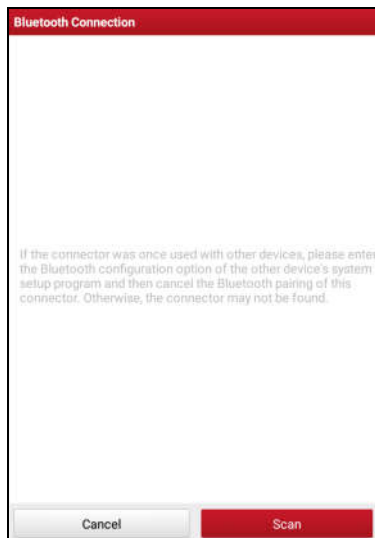 Bluetooth Connection
If the connector was once used with other devices, please enter
the Bluetooth configuration option of the other device's system
setup program and then cancel the Bluetooth pairing of this
connector. Otherwise, the connector may not be found.
Cancel
Scan